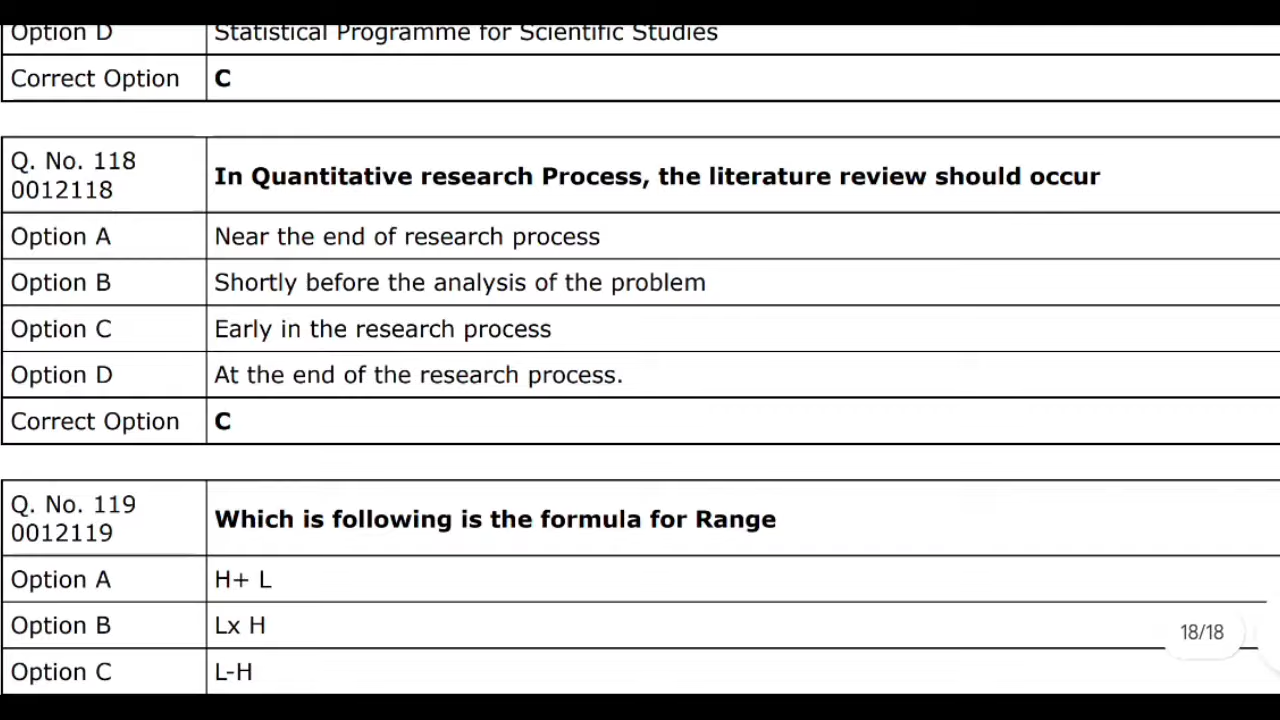 Option D Statistical Programme for Scientific Studies
Correct Option C
Q. No. 118
0012118
In Quantitative research Process, the literature review should occur
Option A Near the end of research process
Option B Shortly before the analysis of the problem
Option C Early in the research process
Option D At the end of the research process.
Correct Option C
Q. No. 119
0012119
Which is following is the formula for Range
Option A H+ L
Option B Lx H
18/18
Option C L-H